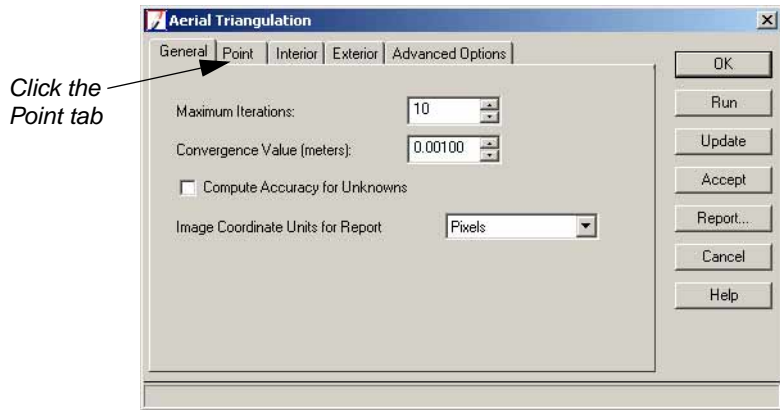 Aerial Triangulation
General Point Interior Exterior Advanced Options
Click the
Point tab
Maximum Iterations: 10
Convergence Value (meters): 0.00100
Compute Accuracy for Unknowns
Image Coordinate Units for Report Pixels
OK
Run
Update
Accept
Report...
Cancel
Help